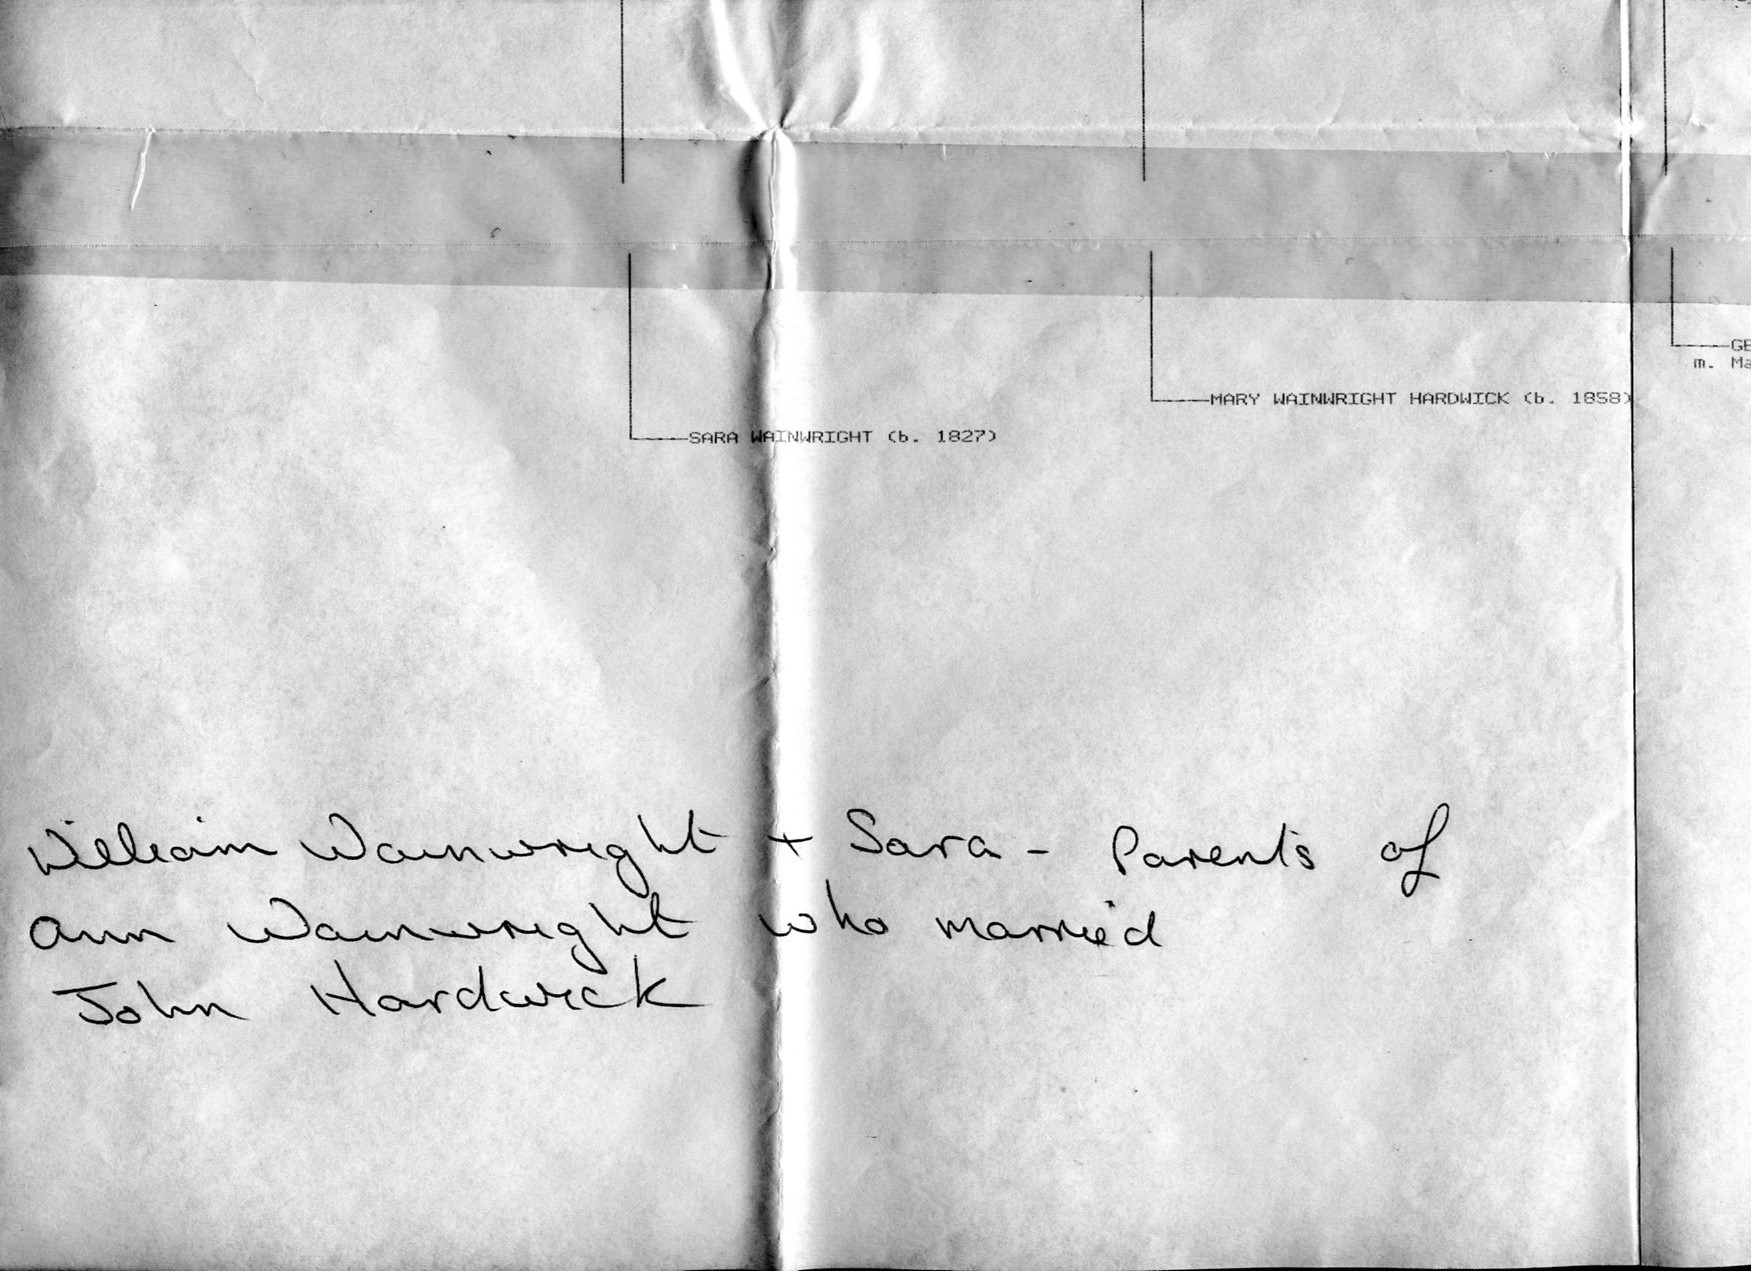 GE
m. Ma
MARY WAINWRIGHT HARDWICK (b. 1858)
SARA WAINWRIGHT (b. 1827)
William Wainwright + Sara - Parents of
Ann Wainwright who married
John Hardwick